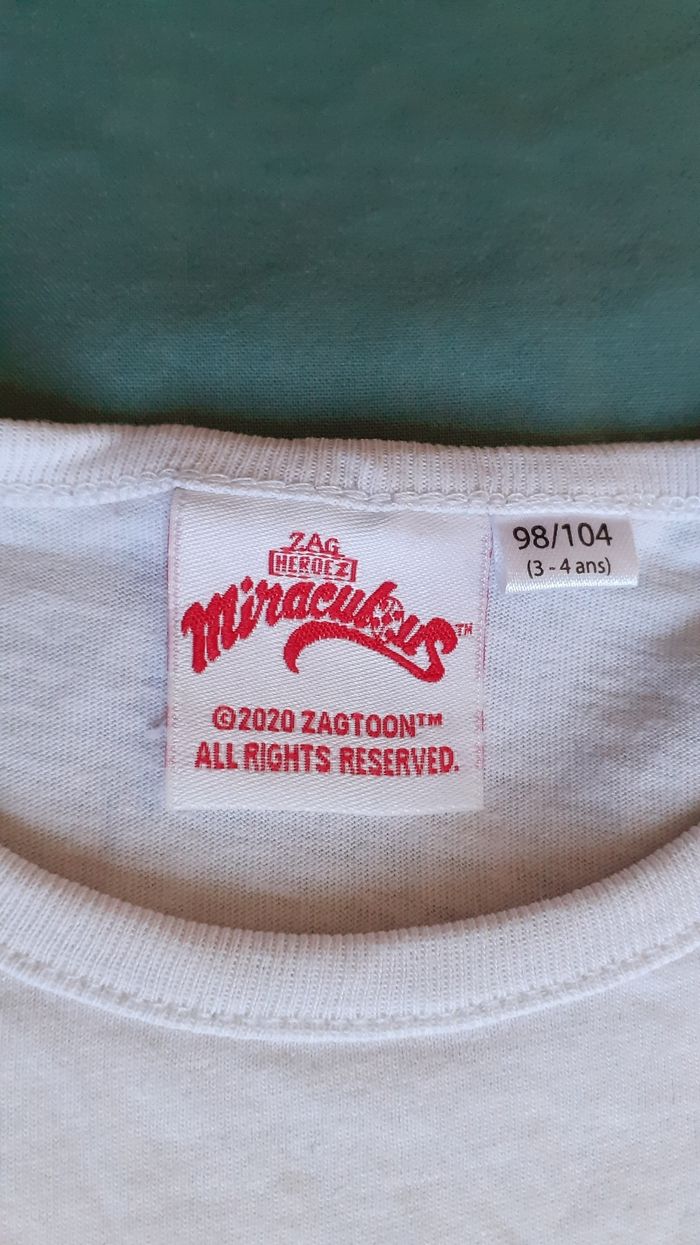 ZAG
HEROEZ
Miraculous™
©2020 ZAGTOON™
ALL RIGHTS RESERVED.
98/104
(3 - 4 ans)